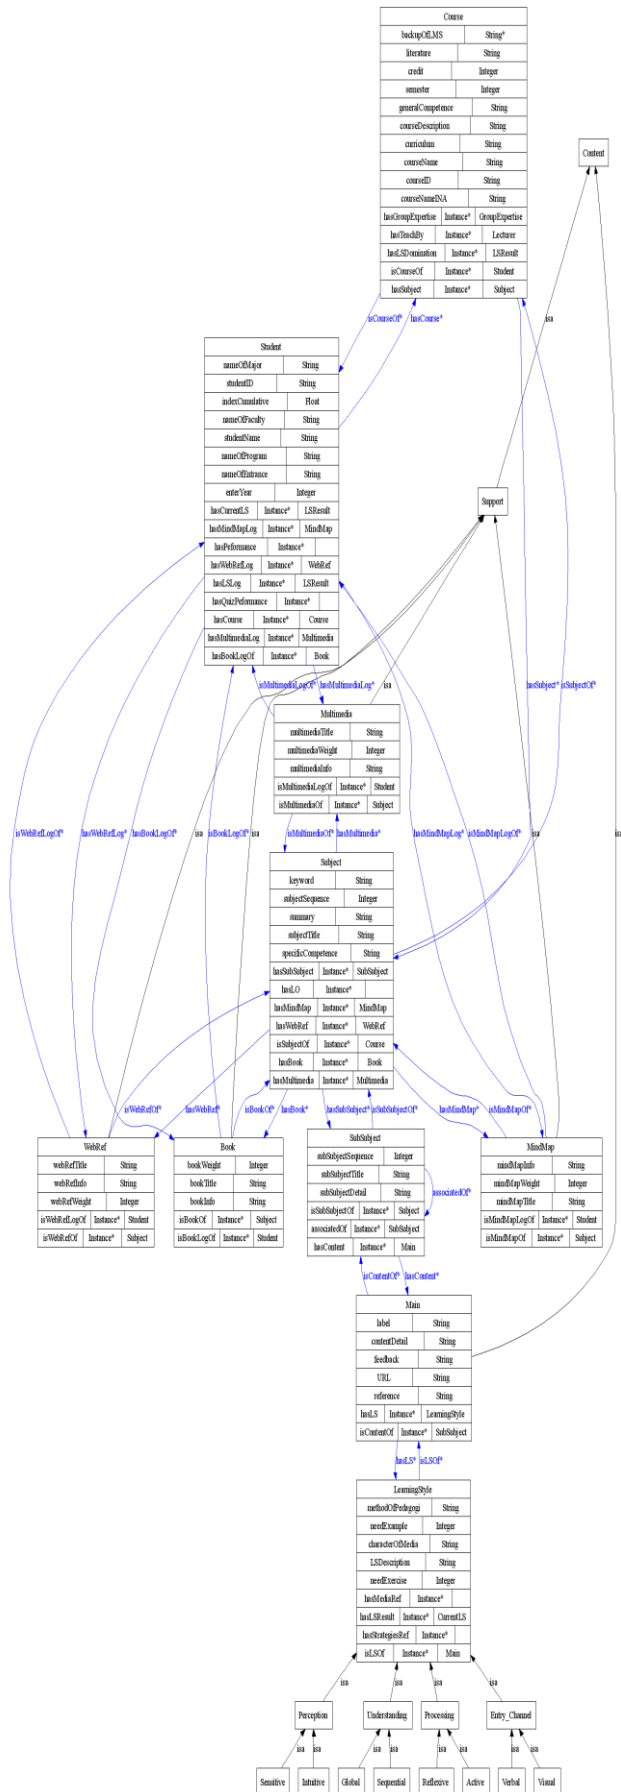 Course
backupOfLMS String*
literature String
credit Integer
semester Integer
generalCompetence String
courseDescription String
curriculum String
courseName String
courseID String
courseNameINA String
hasGroupExpertise Instance* GroupExpertise
hasTeachBy Instance* Lecturer
hasLSDomination Instance* LSResult
isCourseOf Instance* Student
hasSubject Instance* Subject
Content
isCourseOf* hasCourse*
isa
Student
nameOfMajor String
studentID String
indexCumulative Float
nameOfFaculty String
studentName String
nameOfProgram String
nameOfEntrance String
enterYear Integer
hasCurrentLS Instance* LSResult
hasMindMapLog Instance* MindMap
hasPeformance Instance*
hasWebRefLog Instance* WebRef
hasLSLog Instance* LSResult
hasQuizPeformance Instance*
hasCourse Instance* Course
hasMultimediaLog Instance* Multimedia
hasBookLogOf Instance* Book
Support
isMultimediaLogOf* hasMultimediaLog* isa hasSubject* isSubjectOf*
Multimedia
multimediaTitle String
multimediaWeight Integer
multimediaInfo String
isMultimediaLogOf Instance* Student
isMultimediaOf Instance* Subject
isWebRefLogOf* hasWebRefLog* hasBookLogOf* isBookLogOf* isa isMultimediaOf* hasMultimedia* hasMindMapLog* isMindMapLogOf* isa isa
Subject
keyword String
subjectSequence Integer
summary String
subjectTitle String
specificCompetence String
hasSubSubject Instance* SubSubject
hasLO Instance*
hasMindMap Instance* MindMap
hasWebRef Instance* WebRef
isSubjectOf Instance* Course
hasBook Instance* Book
hasMultimedia Instance* Multimedia
isa isWebRefOf* hasWebRef* isBookOf* hasBook* hasSubSubject* isSubSubjectOf* hasMindMap* isMindMapOf*
WebRef
webRefTitle String
webRefInfo String
webRefWeight Integer
isWebRefLogOf Instance* Student
isWebRefOf Instance* Subject
Book
bookWeight Integer
bookTitle String
bookInfo String
isBookOf Instance* Subject
isBookLogOf Instance* Student
SubSubject
subSubjectSequence Integer
subSubjectTitle String
subSubjectDetail String
isSubSubjectOf Instance* Subject
associatedOf Instance* SubSubject
hasContent Instance* Main
associatedOf*
MindMap
mindMapInfo String
mindMapWeight Integer
mindMapTitle String
isMindMapLogOf Instance* Student
isMindMapOf Instance* Subject
isContentOf* hasContent*
Main
label String
contentDetail String
feedback String
URL String
reference String
hasLS Instance* LearningStyle
isContentOf Instance* SubSubject
hasLS* isLSOf*
LearningStyle
methodOfPedagogi String
needExample Integer
characterOfMedia String
LSDescription String
needExercise Integer
hasMediaRef Instance*
hasLSResult Instance* CurrentLS
hasStrategiesRef Instance*
isLSOf Instance* Main
isa isa isa isa
Perception Understanding Processing Entry_Channel
isa isa isa isa isa isa isa isa
Sensitive Intuitive Global Sequential Reflexive Active Verbal Visual